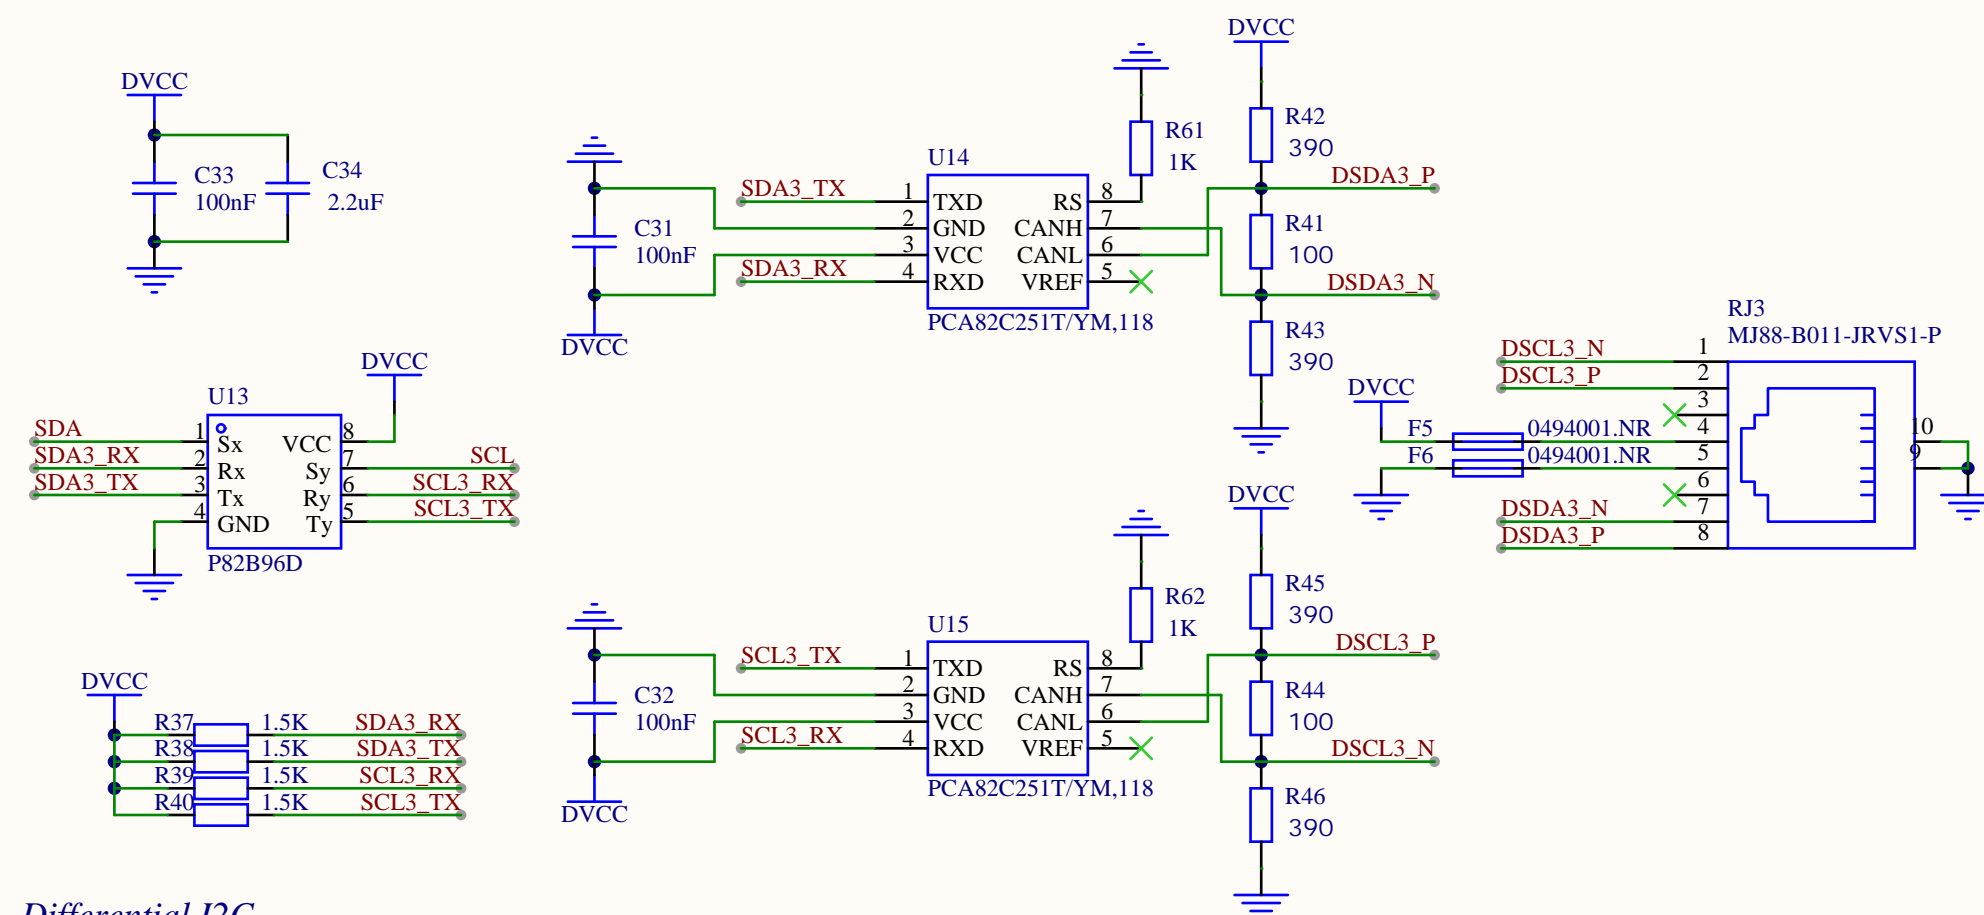 DVCC
C33
100nF
C34
2.2uF
U13
DVCC
SDA
SDA3_RX
SDA3_TX
1
2
3
4
Sx
Rx
Tx
GND
VCC
Sy
Ry
Ty
8
7
6
5
SCL
SCL3_RX
SCL3_TX
P82B96D
DVCC
R37 1.5K SDA3_RX
R38 1.5K SDA3_TX
R39 1.5K SCL3_RX
R40 1.5K SCL3_TX
Differential I2C
C31
100nF
DVCC
SDA3_TX
SDA3_RX
U14
1 TXD RS 8
2 GND CANH 7
3 VCC CANL 6
4 RXD VREF 5
PCA82C251T/YM,118
R61
1K
DVCC
R42
390
DSDA3_P
R41
100
DSDA3_N
R43
390
C32
100nF
DVCC
SCL3_TX
SCL3_RX
U15
1 TXD RS 8
2 GND CANH 7
3 VCC CANL 6
4 RXD VREF 5
PCA82C251T/YM,118
R62
1K
DVCC
R45
390
DSCL3_P
R44
100
DSCL3_N
R46
390
RJ3
MJ88-B011-JRVS1-P
DSCL3_N 1
DSCL3_P 2
3
DVCC
F5 0494001.NR 4
F6 0494001.NR 5
6
DSDA3_N 7
DSDA3_P 8
10
9